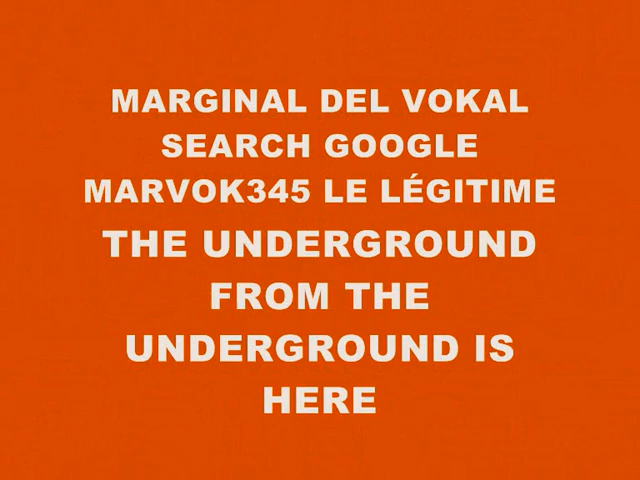 MARGINAL DEL VOKAL
SEARCH GOOGLE
MARVOK345 LE LÉGITIME
THE UNDERGROUND
FROM THE
UNDERGROUND IS
HERE